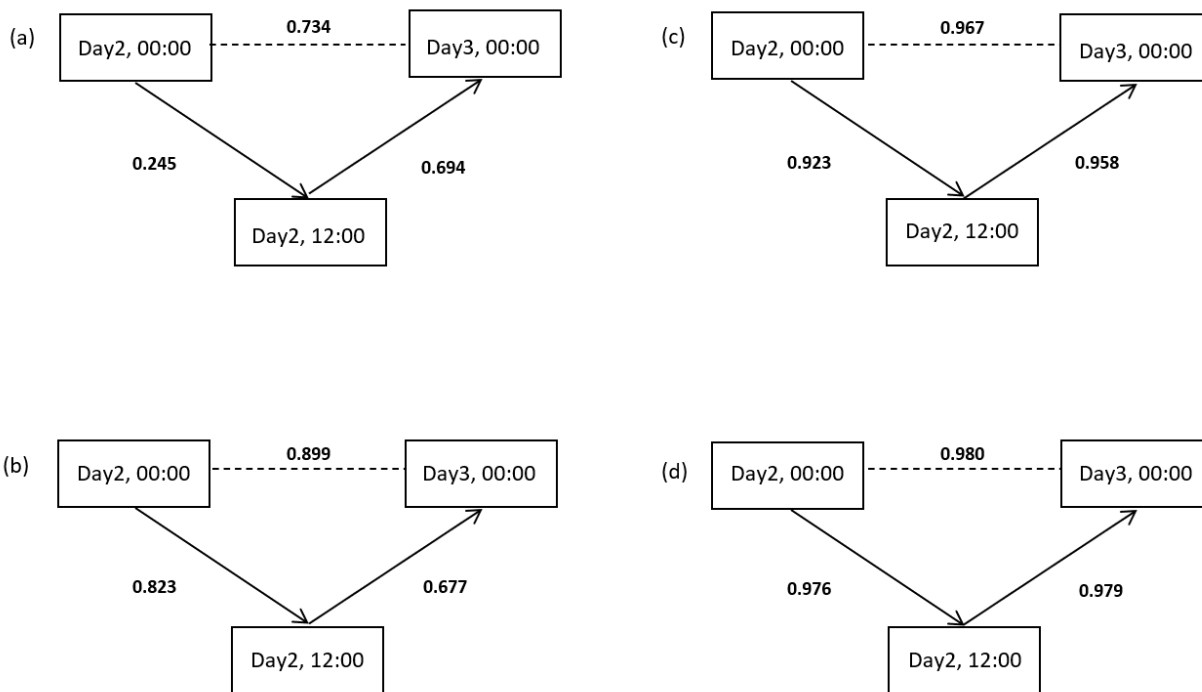 (a)
Day2, 00:00
0.734
Day3, 00:00
0.245
0.694
Day2, 12:00
(c)
Day2, 00:00
0.967
Day3, 00:00
0.923
0.958
Day2, 12:00
(b)
Day2, 00:00
0.899
Day3, 00:00
0.823
0.677
Day2, 12:00
(d)
Day2, 00:00
0.980
Day3, 00:00
0.976
0.979
Day2, 12:00